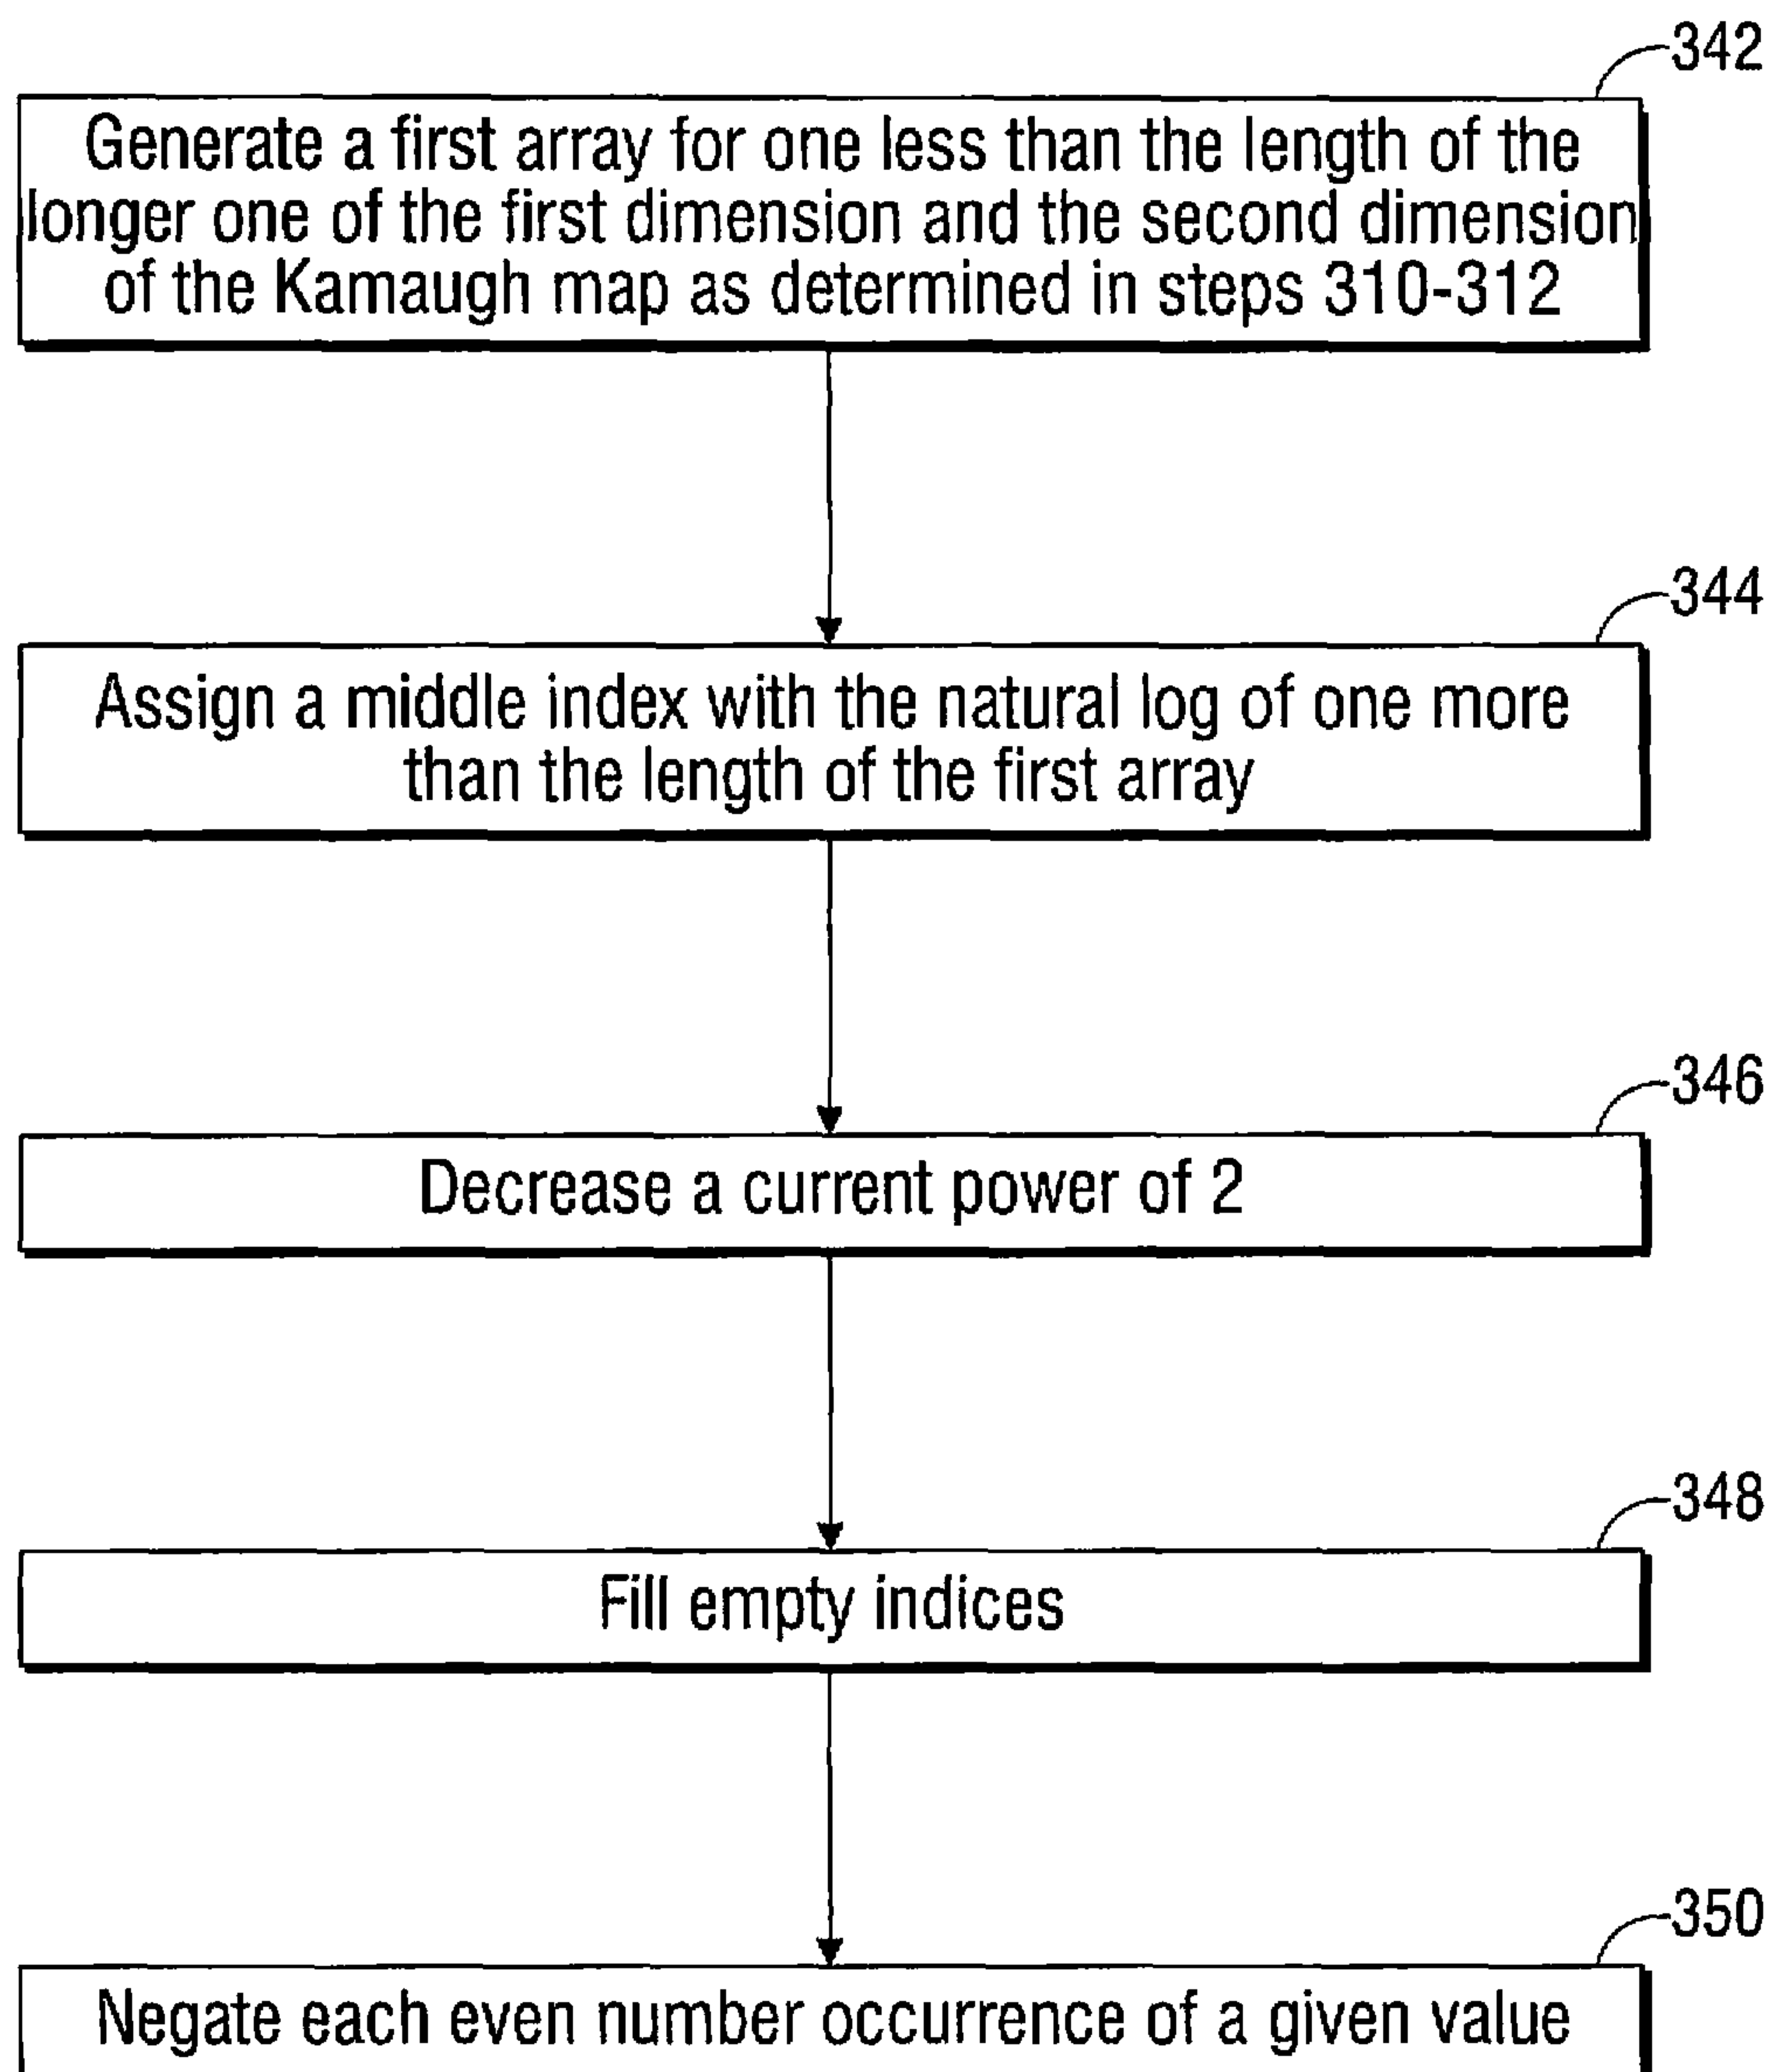 342
Generate a first array for one less than the length of the
longer one of the first dimension and the second dimension
of the Kamaugh map as determined in steps 310-312
344
Assign a middle index with the natural log of one more
than the length of the first array
346
Decrease a current power of 2
348
Fill empty indices
350
Negate each even number occurrence of a given value